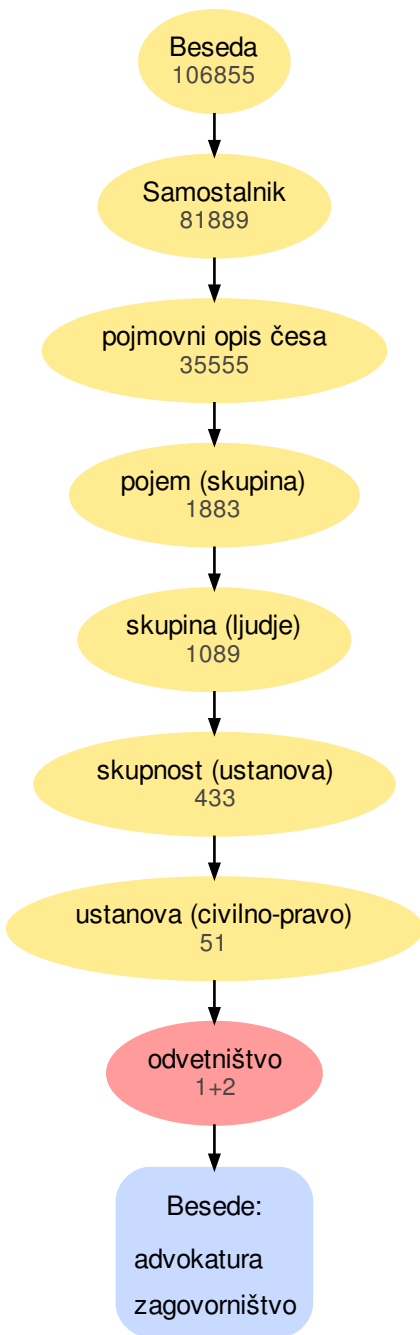 Beseda
106855
Samostalnik
81889
pojmovni opis česa
35555
pojem (skupina)
1883
skupina (ljudje)
1089
skupnost (ustanova)
433
ustanova (civilno-pravo)
51
odvetništvo
1+2
Besede:
advokatura
zagovorništvo